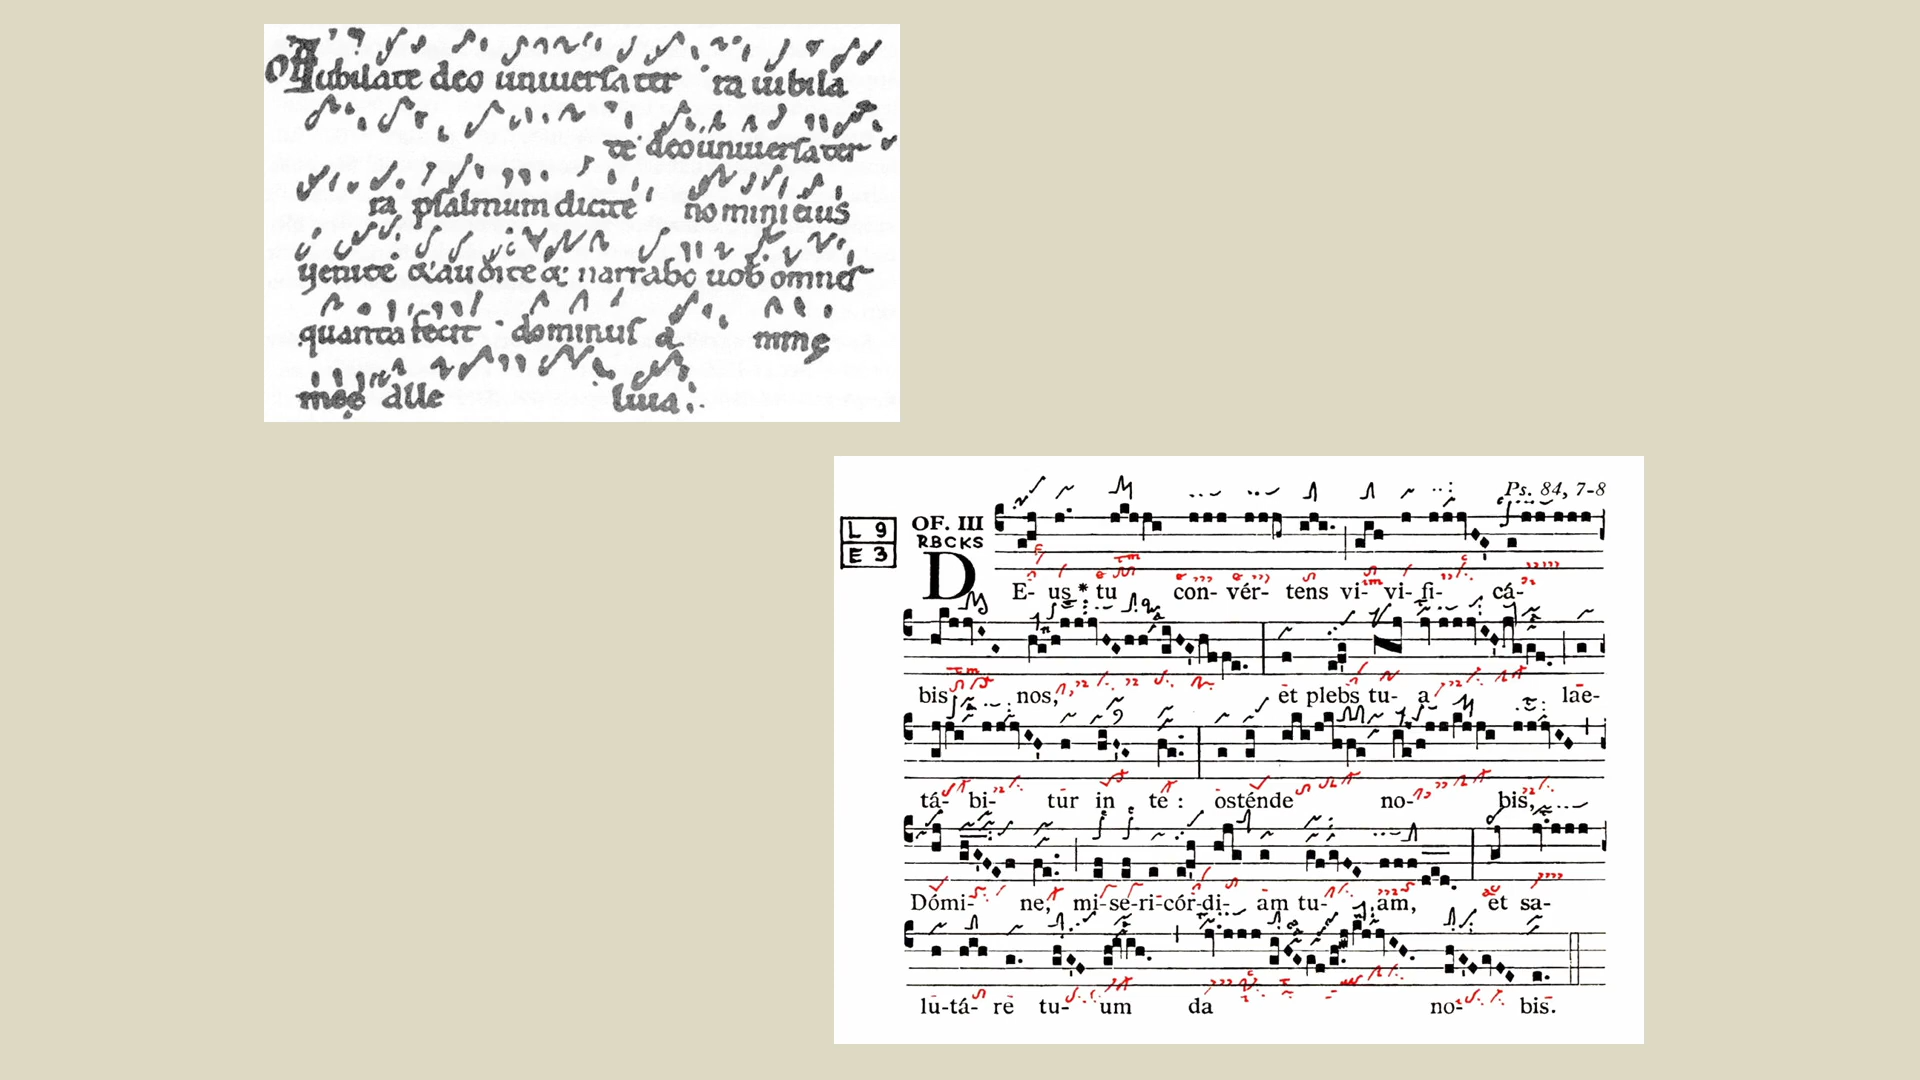 Iubilate deo uniuersa ter ra iubila
te deo uniuersa ter
ra psalmum dicite nomini eius
uenite & audite & narrabo uob omnes
quanta fecit dominus a nime
meę alle luia
Ps. 84, 7-8
L 9
E 3
OF. III
RBCKS
DE- us * tu con- vér- tens vi- vi- fi- cá-
bis nos, et plebs tu- a lae-
tá- bi- tur in te : osténde no- bis,
Dómi- ne, mi-se-ri-cór-di- am tu- am, et sa-
lu-tá- re tu- um da no- bis.